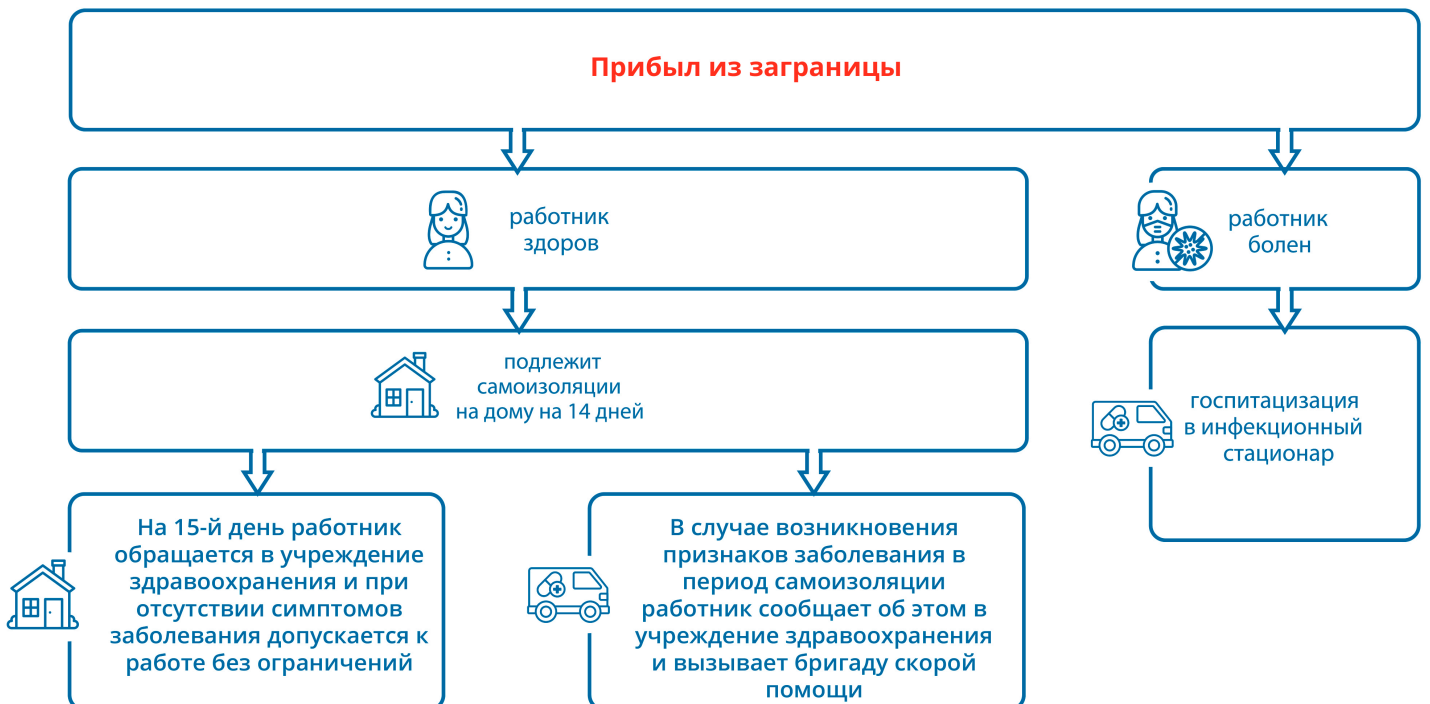 Прибыл из заграницы
работник
здоров
работник
болен
подлежит
самоизоляции
на дому на 14 дней
госпитацизация
в инфекционный
стационар
На 15-й день работник
обращается в учреждение
здравоохранения и при
отсутствии симптомов
заболевания допускается к
работе без ограничений
В случае возникновения
признаков заболевания в
период самоизоляции
работник сообщает об этом в
учреждение здравоохранения
и вызывает бригаду скорой
помощи